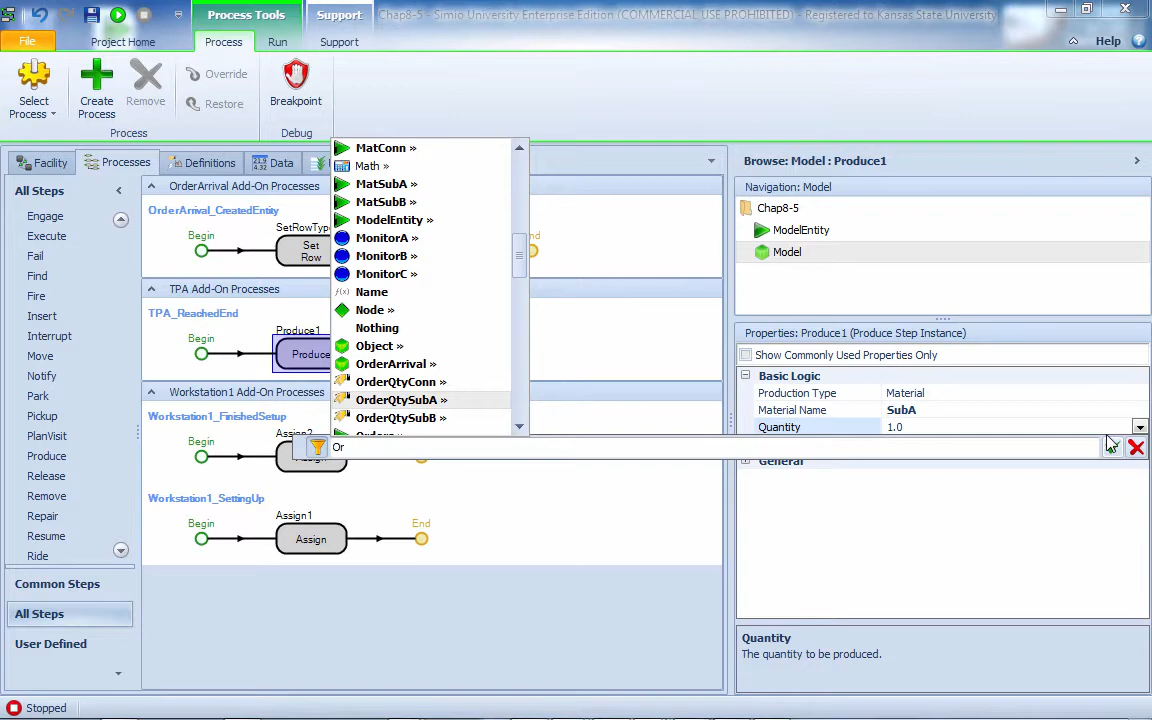 Process Tools
Support
Chap8-5 - Simio University Enterprise Edition (COMMERCIAL USE PROHIBITED) - Registered to Kansas State University
File
Project Home
Process
Run
Support
Help
Select Process
Create Process
Remove
Override
Restore
Breakpoint
Process
Debug
Facility
Processes
Definitions
Data
Browse: Model : Produce1
All Steps
Engage
Execute
Fail
Find
Fire
Insert
Interrupt
Move
Notify
Park
Pickup
PlanVisit
Produce
Release
Remove
Repair
Resume
Ride
Common Steps
All Steps
User Defined
OrderArrival Add-On Processes
OrderArrival_CreatedEntity
Begin
SetRowTyp
Set Row
End
TPA Add-On Processes
TPA_ReachedEnd
Begin
Produce1
Produce
Workstation1 Add-On Processes
Workstation1_FinishedSetup
Begin
Assign2
Workstation1_SettingUp
Begin
Assign1
Assign
End
MatConn »
Math »
MatSubA »
MatSubB »
ModelEntity »
MonitorA »
MonitorB »
MonitorC »
Name
Node »
Nothing
Object »
OrderArrival »
OrderQtyConn »
OrderQtySubA »
OrderQtySubB »
Or
Navigation: Model
Chap8-5
ModelEntity
Model
Properties: Produce1 (Produce Step Instance)
Show Commonly Used Properties Only
Basic Logic
Production Type Material
Material Name SubA
Quantity 1.0
General
Quantity
The quantity to be produced.
Stopped